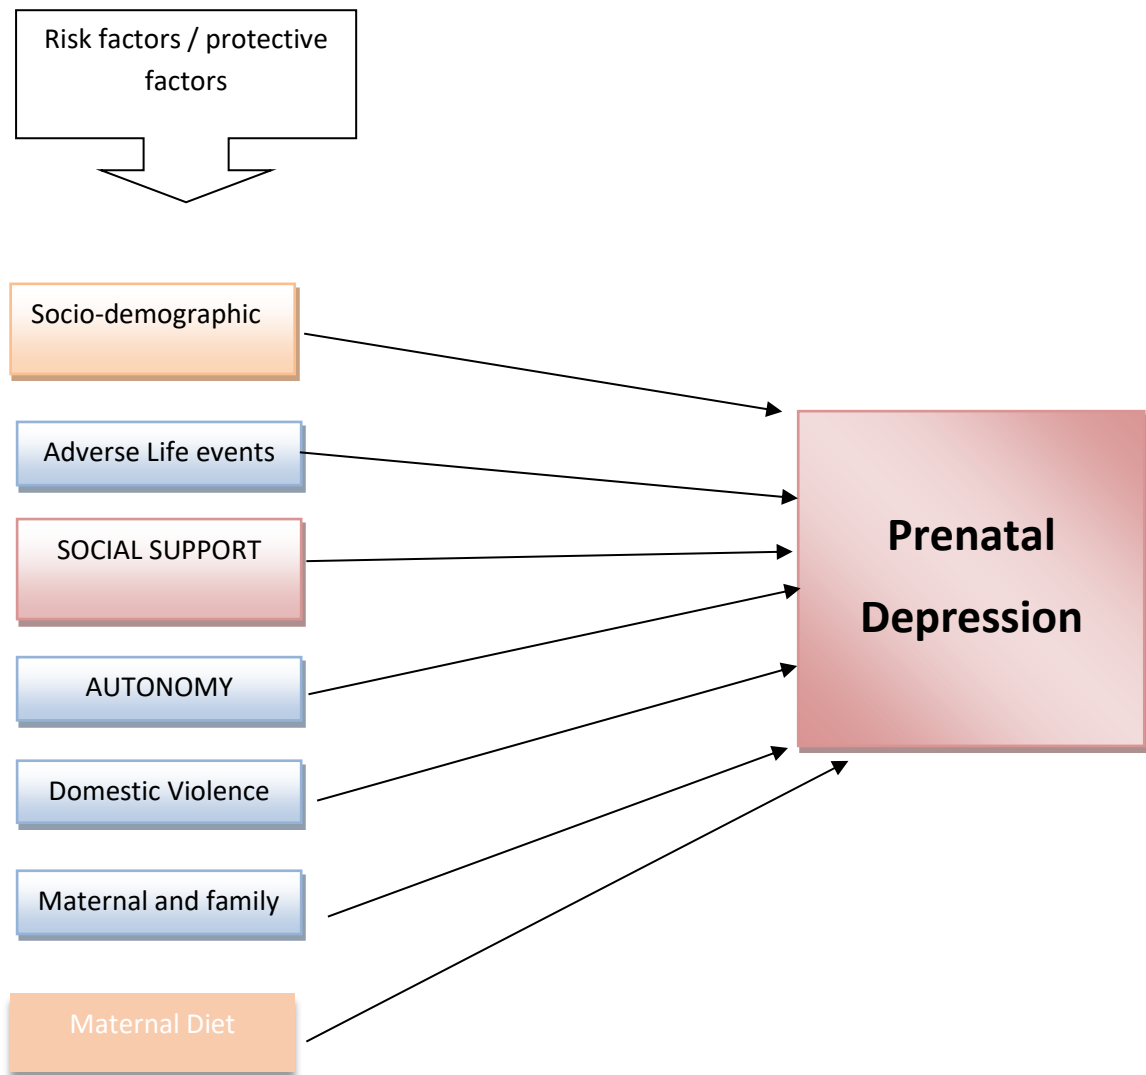 Risk factors / protective
factors
Socio-demographic
Adverse Life events
SOCIAL SUPPORT
AUTONOMY
Domestic Violence
Maternal and family
Maternal Diet
Prenatal
Depression